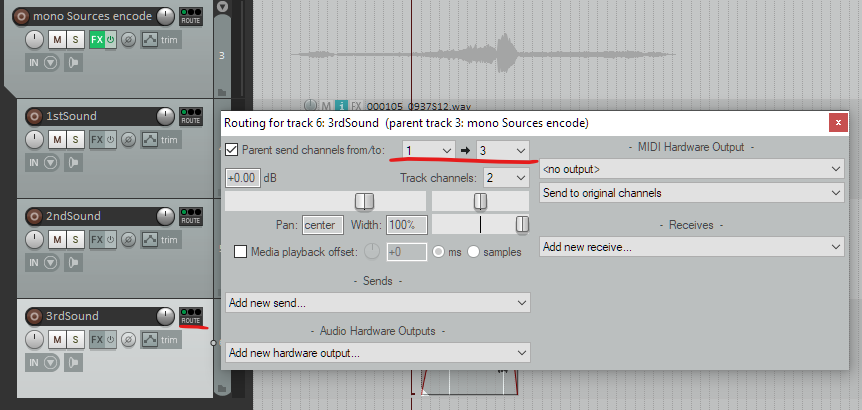 mono Sources encode
ROUTE
M S FX trim
IN
3
000105_0937S12.wav
M i FX
1stSound
ROUTE
M S FX trim
IN
2ndSound
ROUTE
M S FX trim
IN
3rdSound
ROUTE
M S FX trim
IN
Routing for track 6: 3rdSound (parent track 3: mono Sources encode)
x
Parent send channels from/to: 1 3
+0.00 dB Track channels: 2
Pan: center Width: 100%
Media playback offset: +0 ms samples
- Sends -
Add new send...
- Audio Hardware Outputs -
Add new hardware output...
- MIDI Hardware Output -
<no output>
Send to original channels
- Receives -
Add new receive...